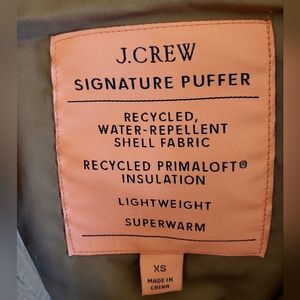 J.CREW
SIGNATURE PUFFER
RECYCLED,
WATER-REPELLENT
SHELL FABRIC
RECYCLED PRIMALOFT®
INSULATION
LIGHTWEIGHT
SUPERWARM
XS
MADE IN
CHINA